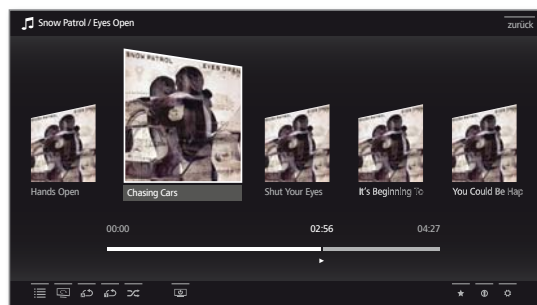 Snow Patrol / Eyes Open
zurück
SNOW PATROL EYES OPEN
Hands Open
Chasing Cars
Shut Your Eyes
It's Beginning To
You Could Be Hap
00:00 02:56 04:27